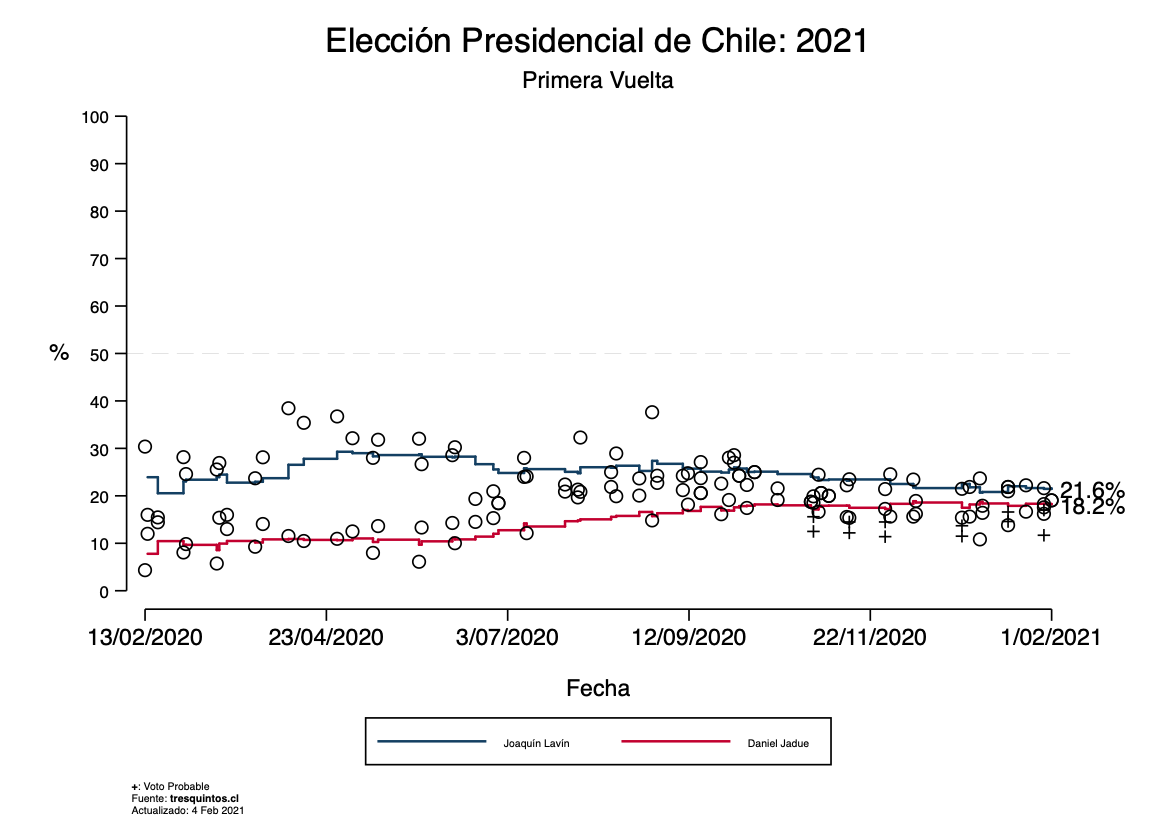 Elección Presidencial de Chile: 2021
Primera Vuelta
100
90
80
70
60
% 50
40
30
20
10
0
21.6%
18.2%
13/02/2020 23/04/2020 3/07/2020 12/09/2020 22/11/2020 1/02/2021
Fecha
Joaquín Lavín Daniel Jadue
+: Voto Probable
Fuente: tresquintos.cl
Actualizado: 4 Feb 2021